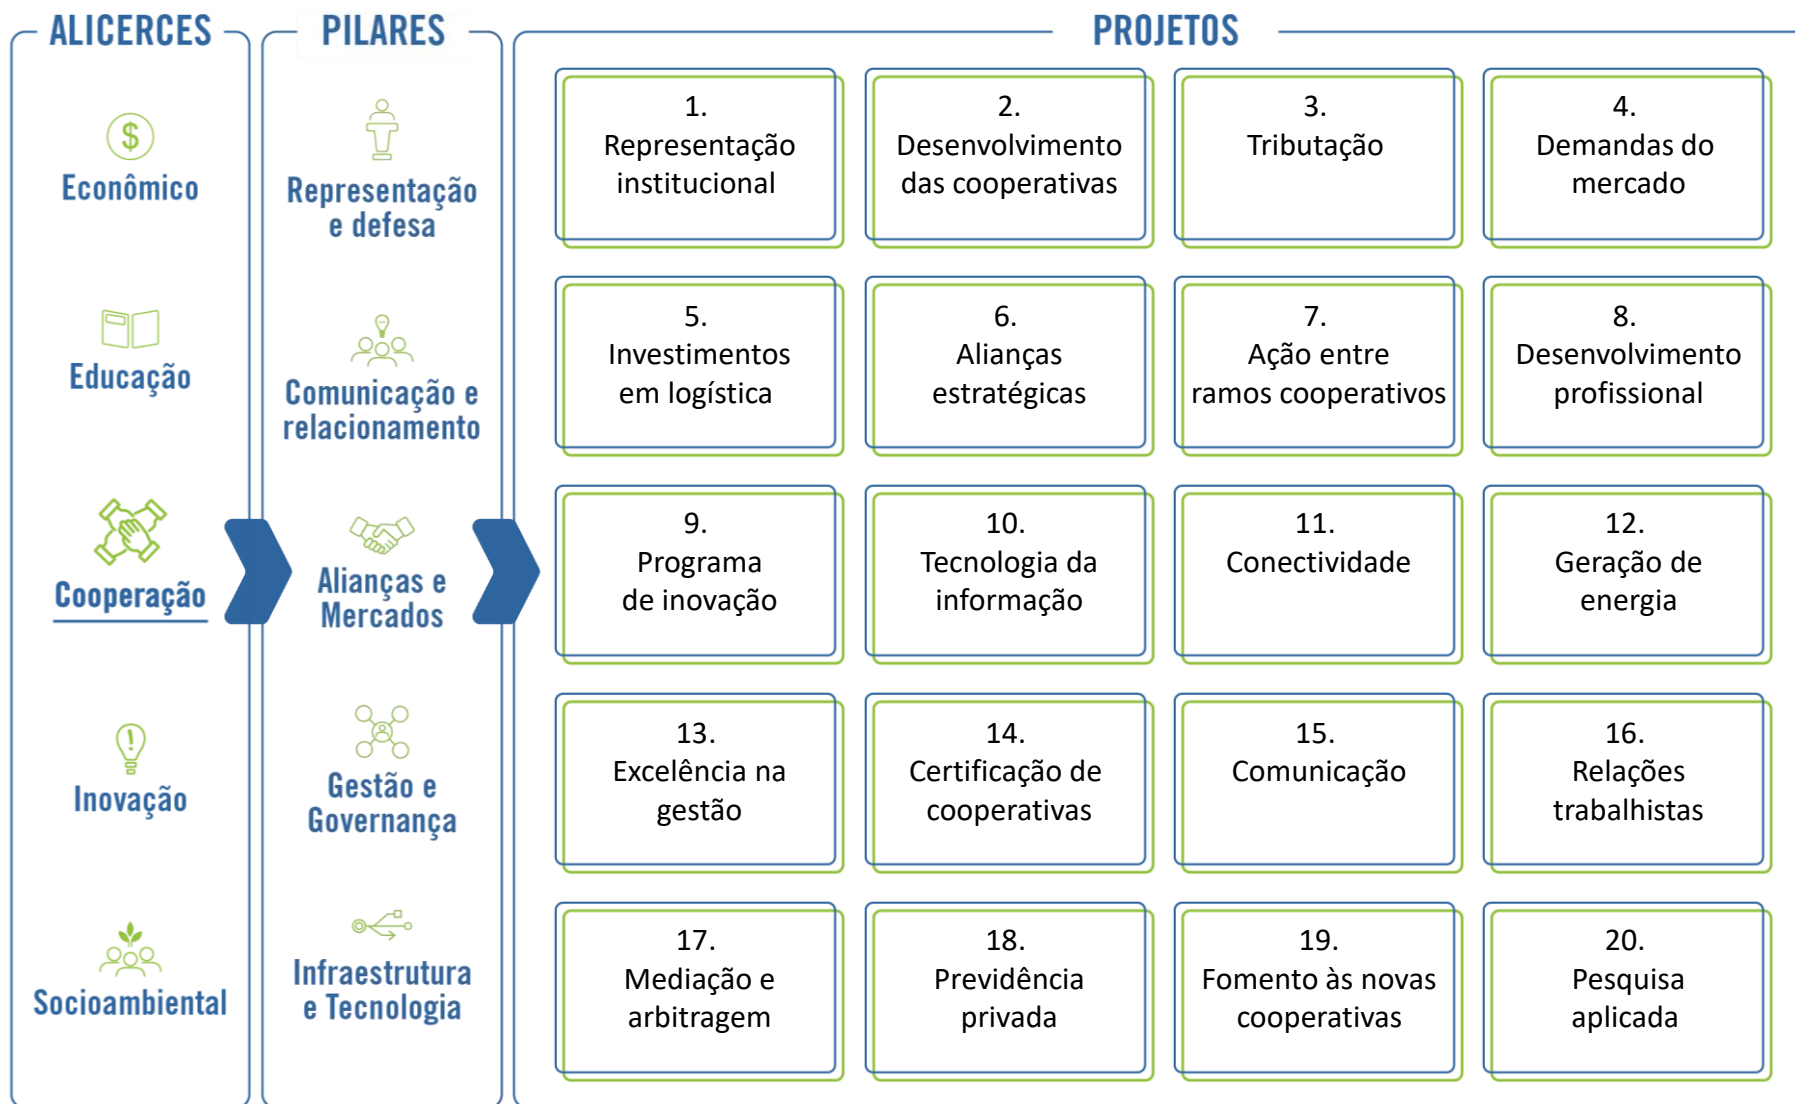 ALICERCES
Econômico
Educação
Cooperação
Inovação
Socioambiental
PILARES
Representação
e defesa
Comunicação e
relacionamento
Alianças e
Mercados
Gestão e
Governança
Infraestrutura
e Tecnologia
PROJETOS
1.
Representação
institucional
2.
Desenvolvimento
das cooperativas
3.
Tributação
4.
Demandas do
mercado
5.
Investimentos
em logística
6.
Alianças
estratégicas
7.
Ação entre
ramos cooperativos
8.
Desenvolvimento
profissional
9.
Programa
de inovação
10.
Tecnologia da
informação
11.
Conectividade
12.
Geração de
energia
13.
Excelência na
gestão
14.
Certificação de
cooperativas
15.
Comunicação
16.
Relações
trabalhistas
17.
Mediação e
arbitragem
18.
Previdência
privada
19.
Fomento às novas
cooperativas
20.
Pesquisa
aplicada